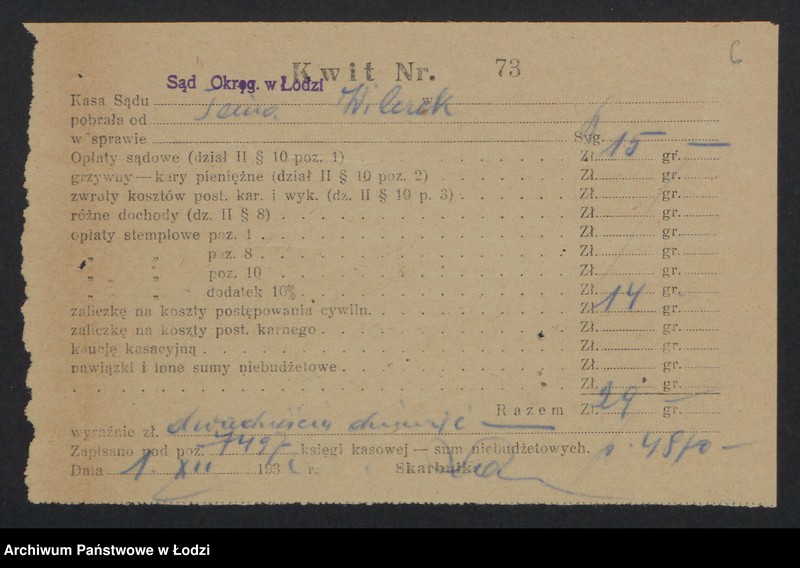 6
Kwit Nr. 73
Sąd Okręg. w Łodzi
Kasa Sądu
pobrała od
w sprawie Syg.
Opłaty sądowe (dział II § 10 poz. 1) Zł. 15 gr. —
grzywny—kary pieniężne (dział II § 10 poz. 2) Zł. gr.
zwroty kosztów post. kar. i wyk. (dz. II § 10 p. 3) Zł. gr.
różne dochody (dz. II § 8) Zł. gr.
opłaty stemplowe poz. 1 Zł. gr.
„ „ poz. 8 Zł. gr.
„ „ poz. 10 Zł. gr.
„ „ dodatek 10% Zł. gr.
zaliczkę na koszty postępowania cywiln. Zł. 14 gr.
zaliczkę na koszty post. karnego Zł. gr.
kaucję kasacyjną Zł. gr.
nawiązki i inne sumy niebudżetowe Zł. gr.
Zł. gr.
Razem Zł. 29 gr.
wyraźnie zł. dwadzieścia dziewięć —
Zapisano pod poz. 7497 księgi kasowej — sum niebudżetowych.
Dnia 1. XII 193 r. Skarbnik
Archiwum Państwowe w Łodzi